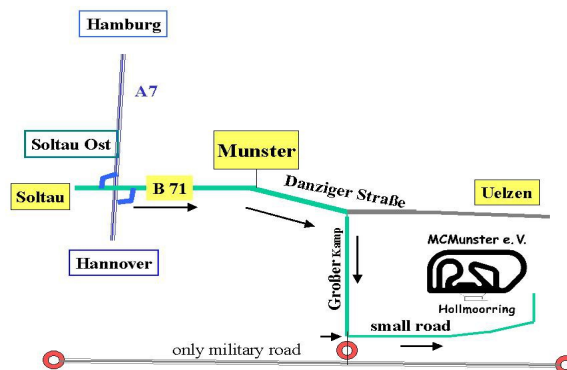 Hamburg
A7
Soltau Ost
Munster
Soltau
B 71
Danziger Straße
Uelzen
Hannover
Großer Kamp
MCMunster e. V.
Hollmoorring
small road
only military road